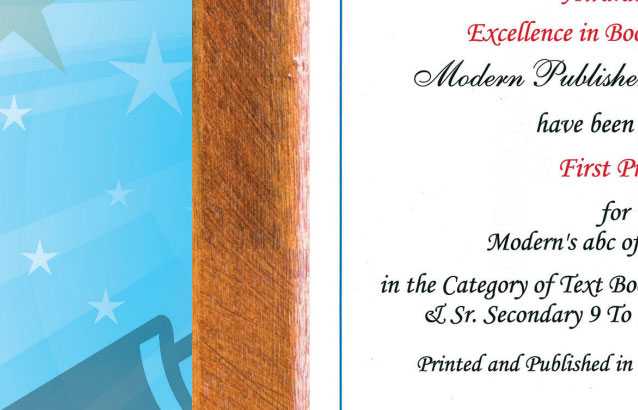 Excellence in Boo
Modern Publishe
have been
First Pr
for
Modern's abc of
in the Category of Text Boo
& Sr. Secondary 9 To
Printed and Published in